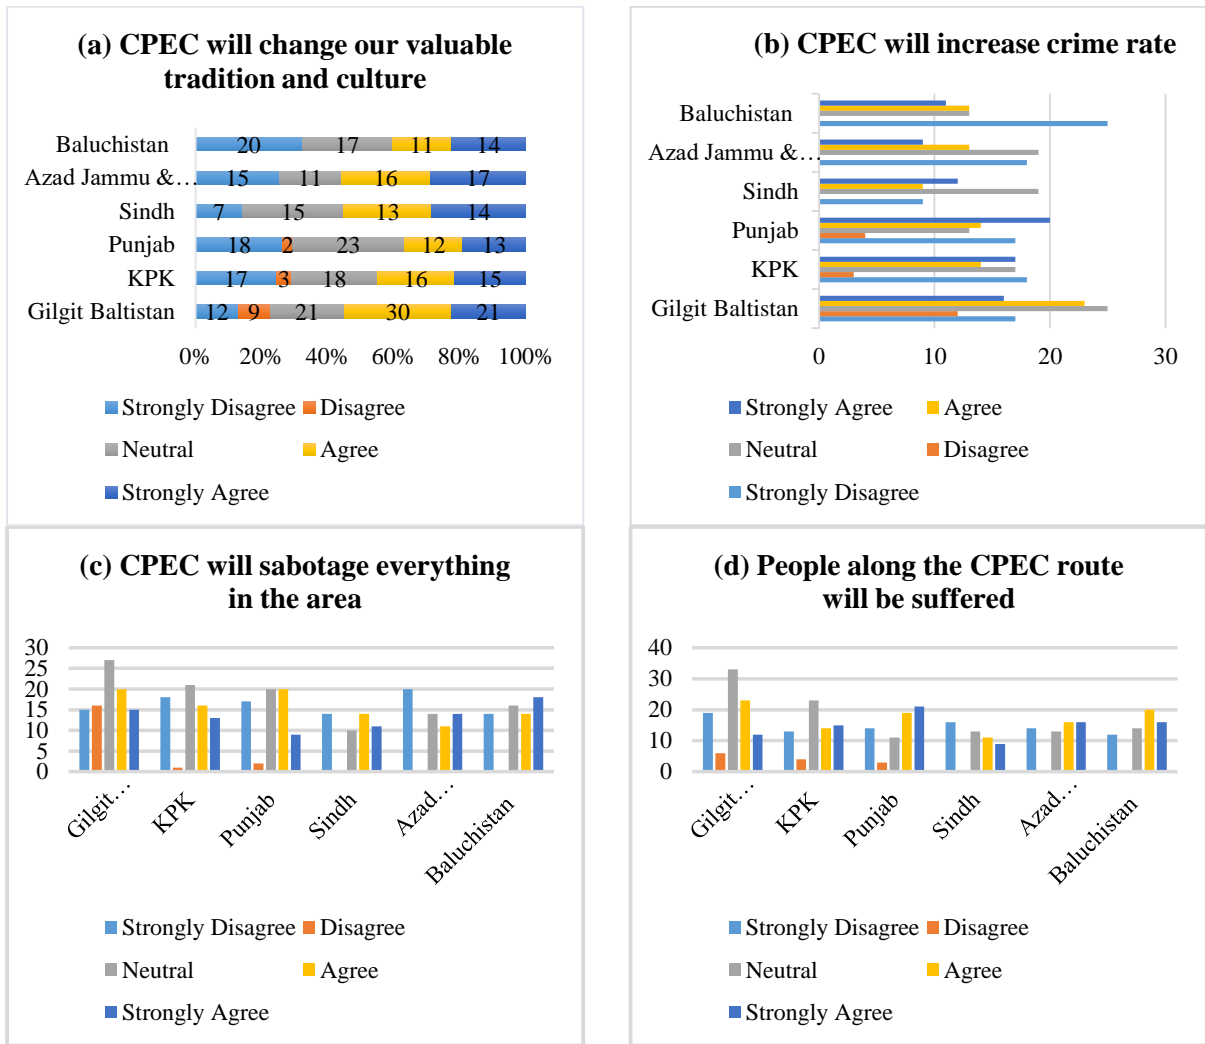 (a) CPEC will change our valuable
tradition and culture
Baluchistan 20 17 11 14
Azad Jammu &… 15 11 16 17
Sindh 7 15 13 14
Punjab 18 2 23 12 13
KPK 17 3 18 16 15
Gilgit Baltistan 12 9 21 30 21
0% 20% 40% 60% 80% 100%
Strongly Disagree Disagree
Neutral Agree
Strongly Agree
(b) CPEC will increase crime rate
Baluchistan
Azad Jammu &…
Sindh
Punjab
KPK
Gilgit Baltistan
0 10 20 30
Strongly Agree Agree
Neutral Disagree
Strongly Disagree
(c) CPEC will sabotage everything
in the area
30
25
20
15
10
5
0
Gilgit…
KPK
Punjab
Sindh
Azad…
Baluchistan
Strongly Disagree Disagree
Neutral Agree
Strongly Agree
(d) People along the CPEC route
will be suffered
40
30
20
10
0
Gilgit…
KPK
Punjab
Sindh
Azad…
Baluchistan
Strongly Disagree Disagree
Neutral Agree
Strongly Agree